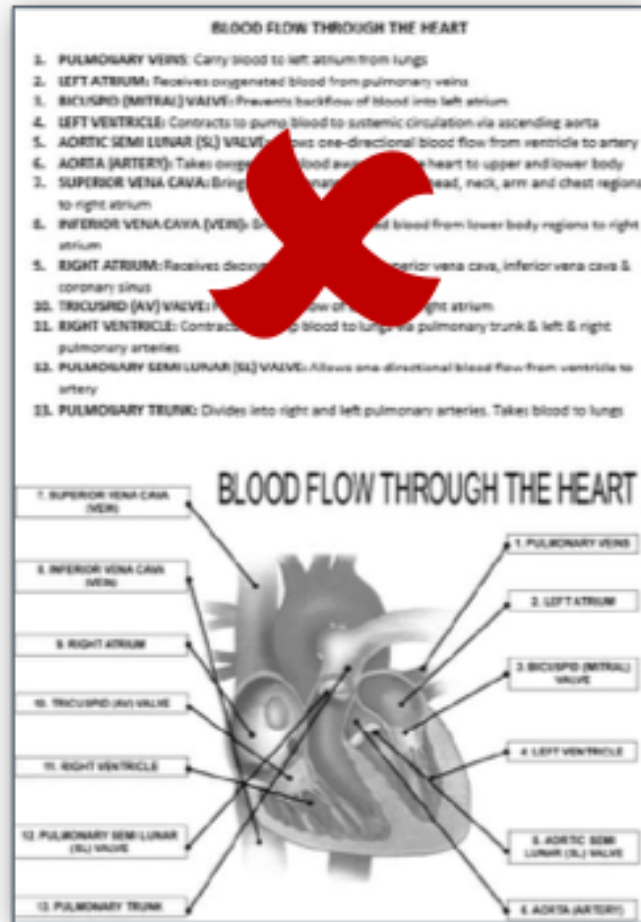 BLOOD FLOW THROUGH THE HEART
1. PULMONARY VEINS: Carry blood to left atrium from lungs
2. LEFT ATRIUM: Receives oxygenated blood from pulmonary veins
3. BICUSPID (MITRAL) VALVE: Prevents backflow of blood into left atrium
4. LEFT VENTRICLE: Contracts to pump blood to systemic circulation via ascending aorta
5. AORTIC SEMI LUNAR (SL) VALVE: one-directional blood flow from ventricle to artery
6. AORTA (ARTERY): Takes blood heart to upper and lower body
7. SUPERIOR VENA CAVA: head, neck, arm and chest regions
to right atrium
8. INFERIOR VENA CAVA (VEIN): blood from lower body regions to right
atrium
9. RIGHT ATRIUM: Receives vena cava, inferior vena cava &
coronary sinus
10. TRICUSPID (AV) VALVE: of right atrium
11. RIGHT VENTRICLE: blood to lungs via pulmonary trunk & left & right
pulmonary arteries
12. PULMONARY SEMI LUNAR (SL) VALVE: Allows one-directional blood flow from ventricle to
artery
13. PULMONARY TRUNK: Divides into right and left pulmonary arteries. Takes blood to lungs
BLOOD FLOW THROUGH THE HEART
7. SUPERIOR VENA CAVA
(VEIN)
8. INFERIOR VENA CAVA
(VEIN)
9. RIGHT ATRIUM
10. TRICUSPID (AV) VALVE
11. RIGHT VENTRICLE
12. PULMONARY SEMI LUNAR
(SL) VALVE
13. PULMONARY TRUNK
1. PULMONARY VEINS
2. LEFT ATRIUM
3. BICUSPID (MITRAL)
VALVE
4. LEFT VENTRICLE
5. AORTIC SEMI
LUNAR (SL) VALVE
6. AORTA (ARTERY)